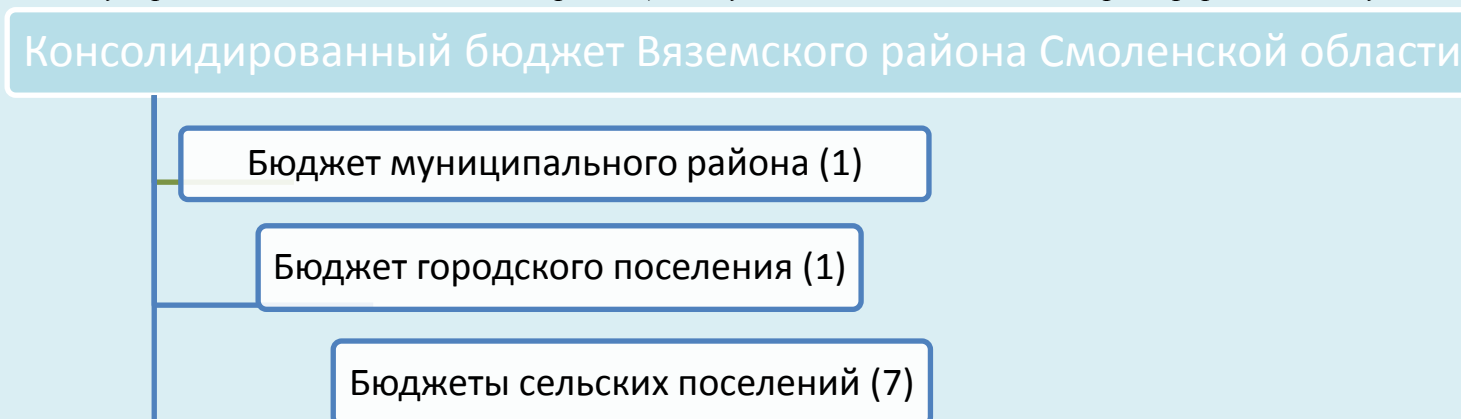 Консолидированный бюджет Вяземского района Смоленской области
Бюджет муниципального района (1)
Бюджет городского поселения (1)
Бюджеты сельских поселений (7)